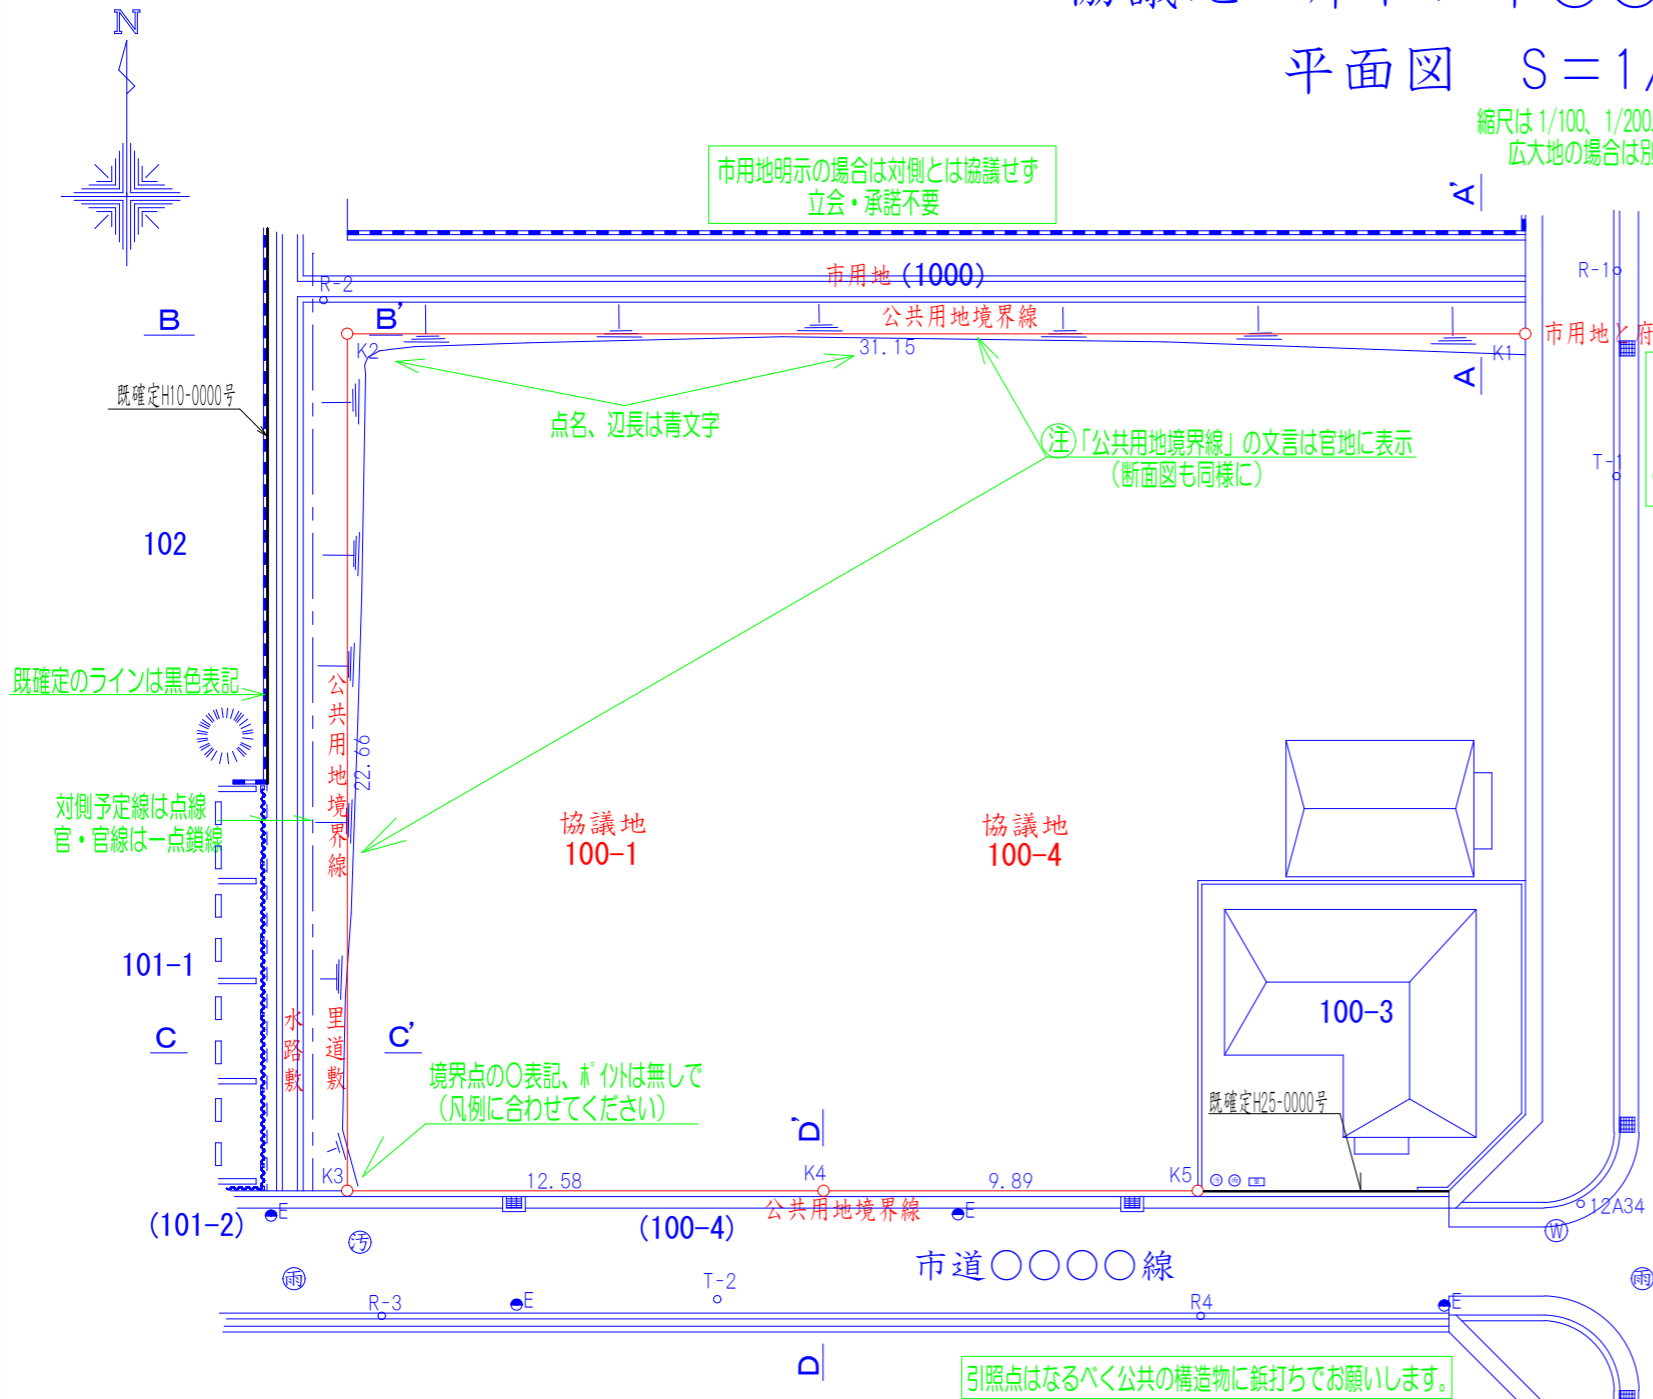 平面図 S=1/
縮尺は1/100、1/200
広大地の場合は別
N
市用地明示の場合は対側とは協議せず
立会・承諾不要
A'
市用地 (1000)
R-2
R-1
B
B'
公共用地境界線
市用地と府
K2
31.15
K1
A
既確定H10-0000号
点名、辺長は青文字
注「公共用地境界線」の文言は官地に表示
(断面図も同様に)
T-1
102
既確定のラインは黒色表記
公共用地境界線
22.66
対側予定線は点線
官・官線は一点鎖線
協議地
100-1
協議地
100-4
101-1
100-3
水路敷
里道敷
C
C'
境界点の○表記、ポイントは無しで
(凡例に合わせてください)
既確定H25-0000号
D'
K3
12.58
K4
9.89
K5
(101-2)
E
(100-4)
公共用地境界線
E
12A34
汚
W
市道○○○○線
雨
雨
R-3
E
T-2
R4
E
D
引照点はなるべく公共の構造物に鋲打ちでお願いします。